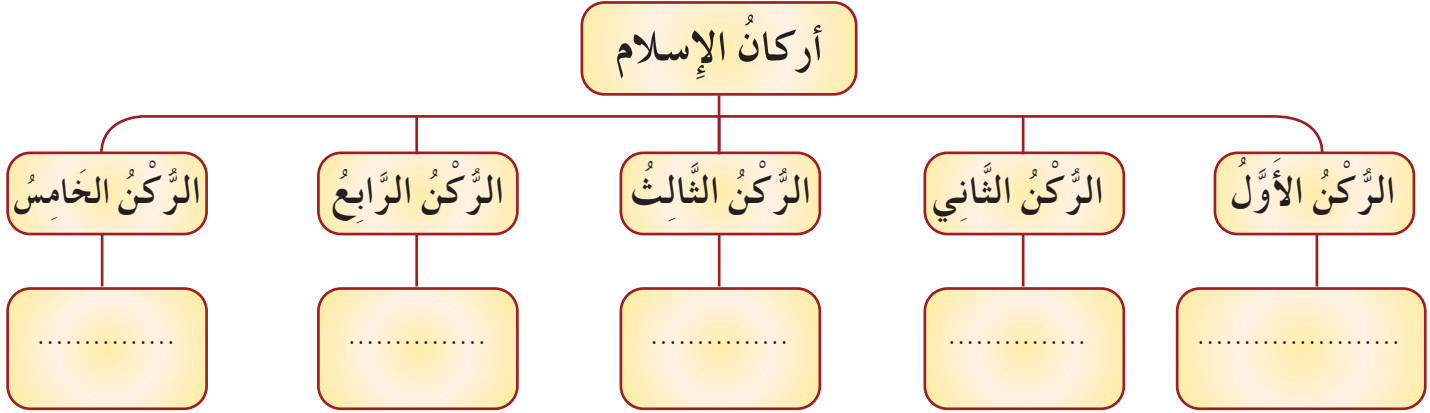 أركانُ الإِسلام
الرُّكْنُ الأَوَّلُ
الرُّكْنُ الثَّانِي
الرُّكْنُ الثَّالِثُ
الرُّكْنُ الرَّابِعُ
الرُّكْنُ الخَامِسُ
......................
...............
...............
...............
...............